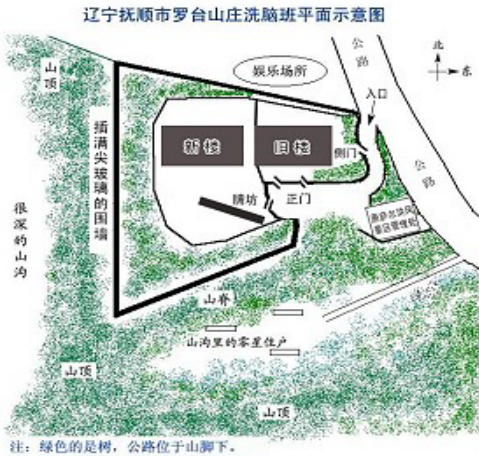 辽宁抚顺市罗台山庄洗脑班平面示意图
山顶
公路
北
东
娱乐场所
入口
新楼
旧楼
侧门
插满尖玻璃的围墙
公路
很深的山沟
正门
山脊
山沟里的零星住户
山顶
山顶
注：绿色的是树，公路位于山脚下。